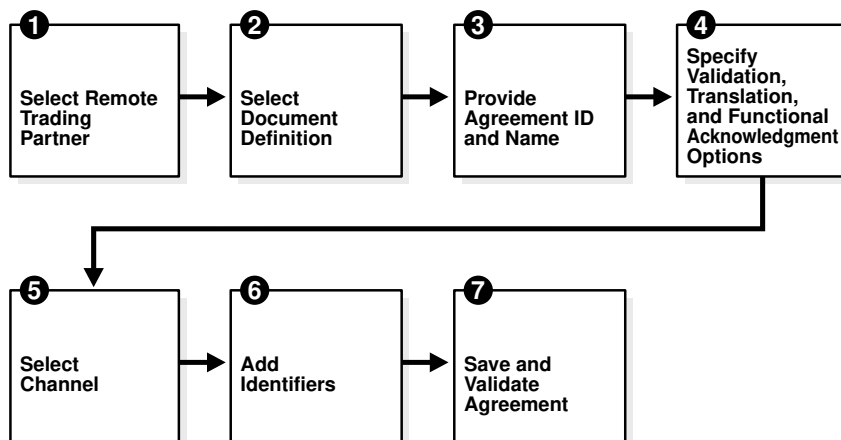 1
Select Remote
Trading
Partner
2
Select
Document
Definition
3
Provide
Agreement ID
and Name
4
Specify
Validation,
Translation,
and Functional
Acknowledgment
Options
5
Select
Channel
6
Add
Identifiers
7
Save and
Validate
Agreement